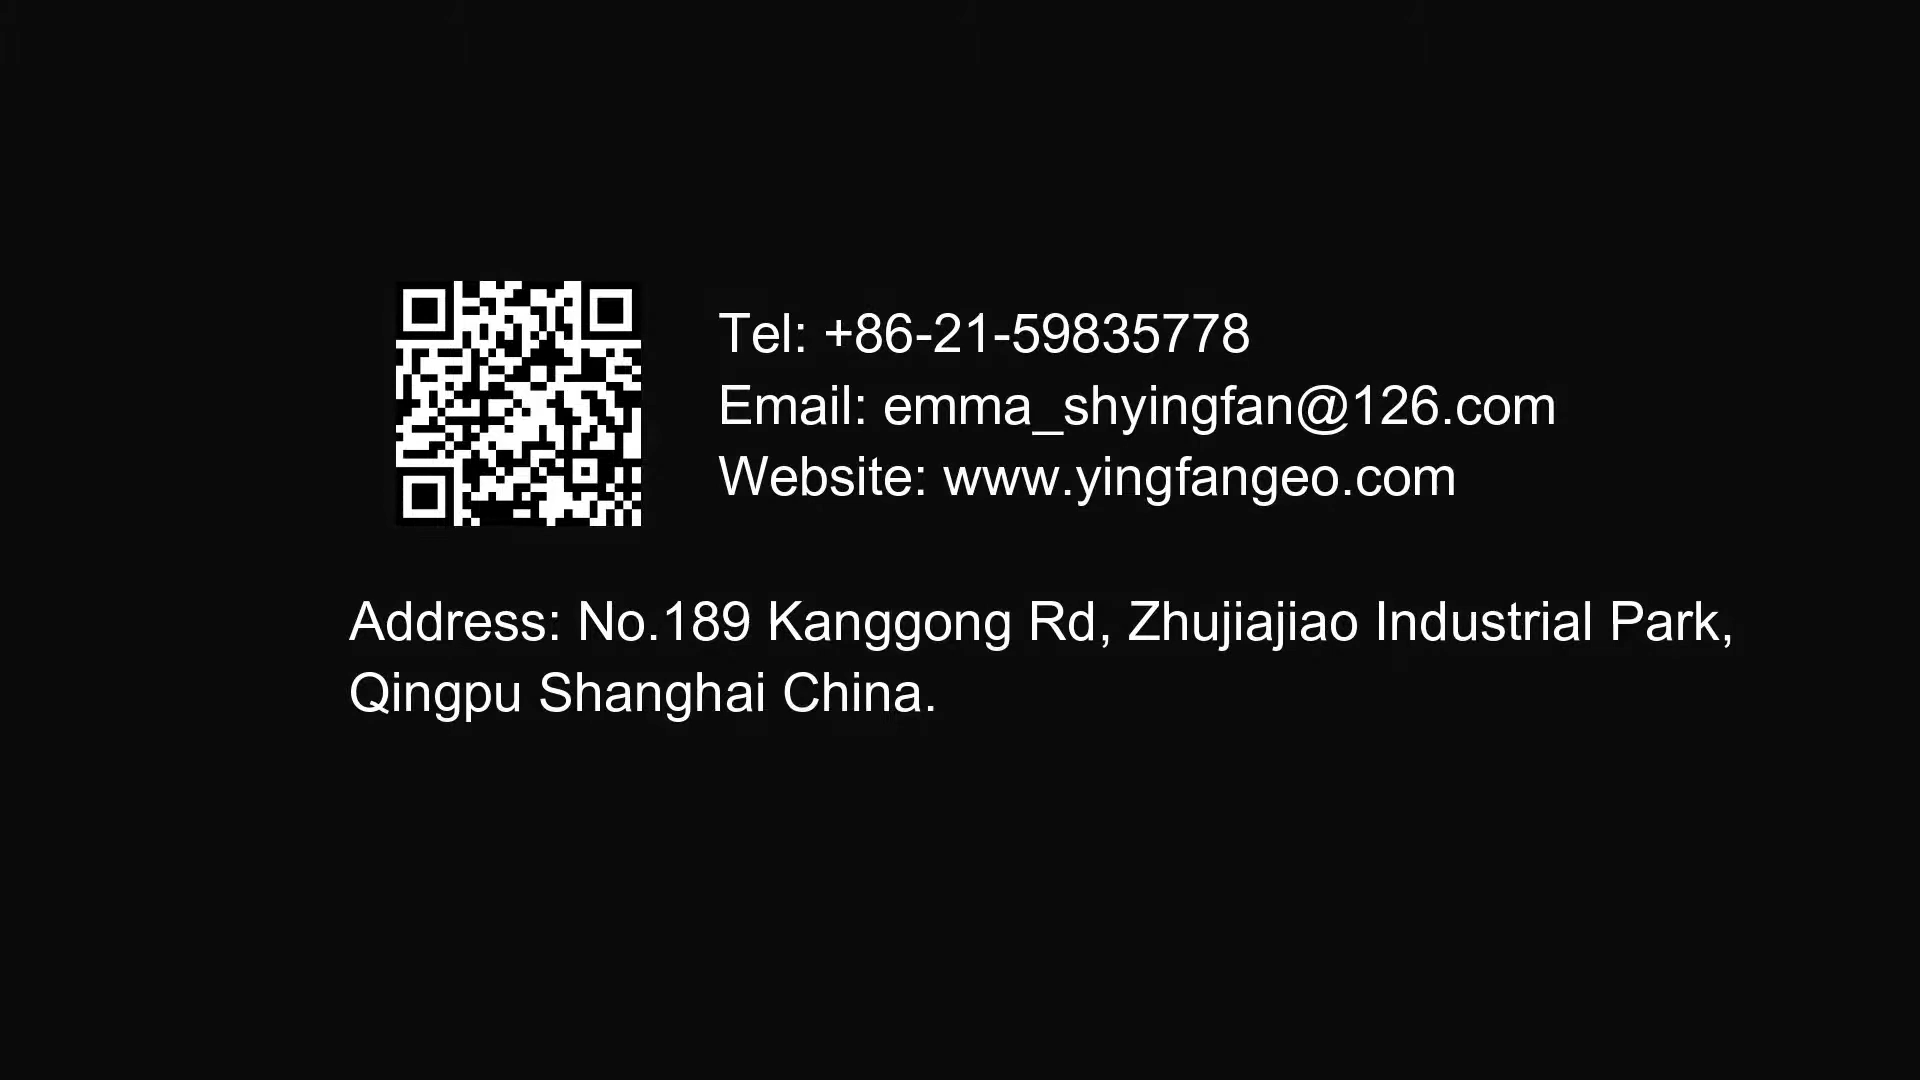 Tel: +86-21-59835778
Email: emma_shyingfan@126.com
Website: www.yingfangeo.com
Address: No.189 Kanggong Rd, Zhujiajiao Industrial Park,
Qingpu Shanghai China.